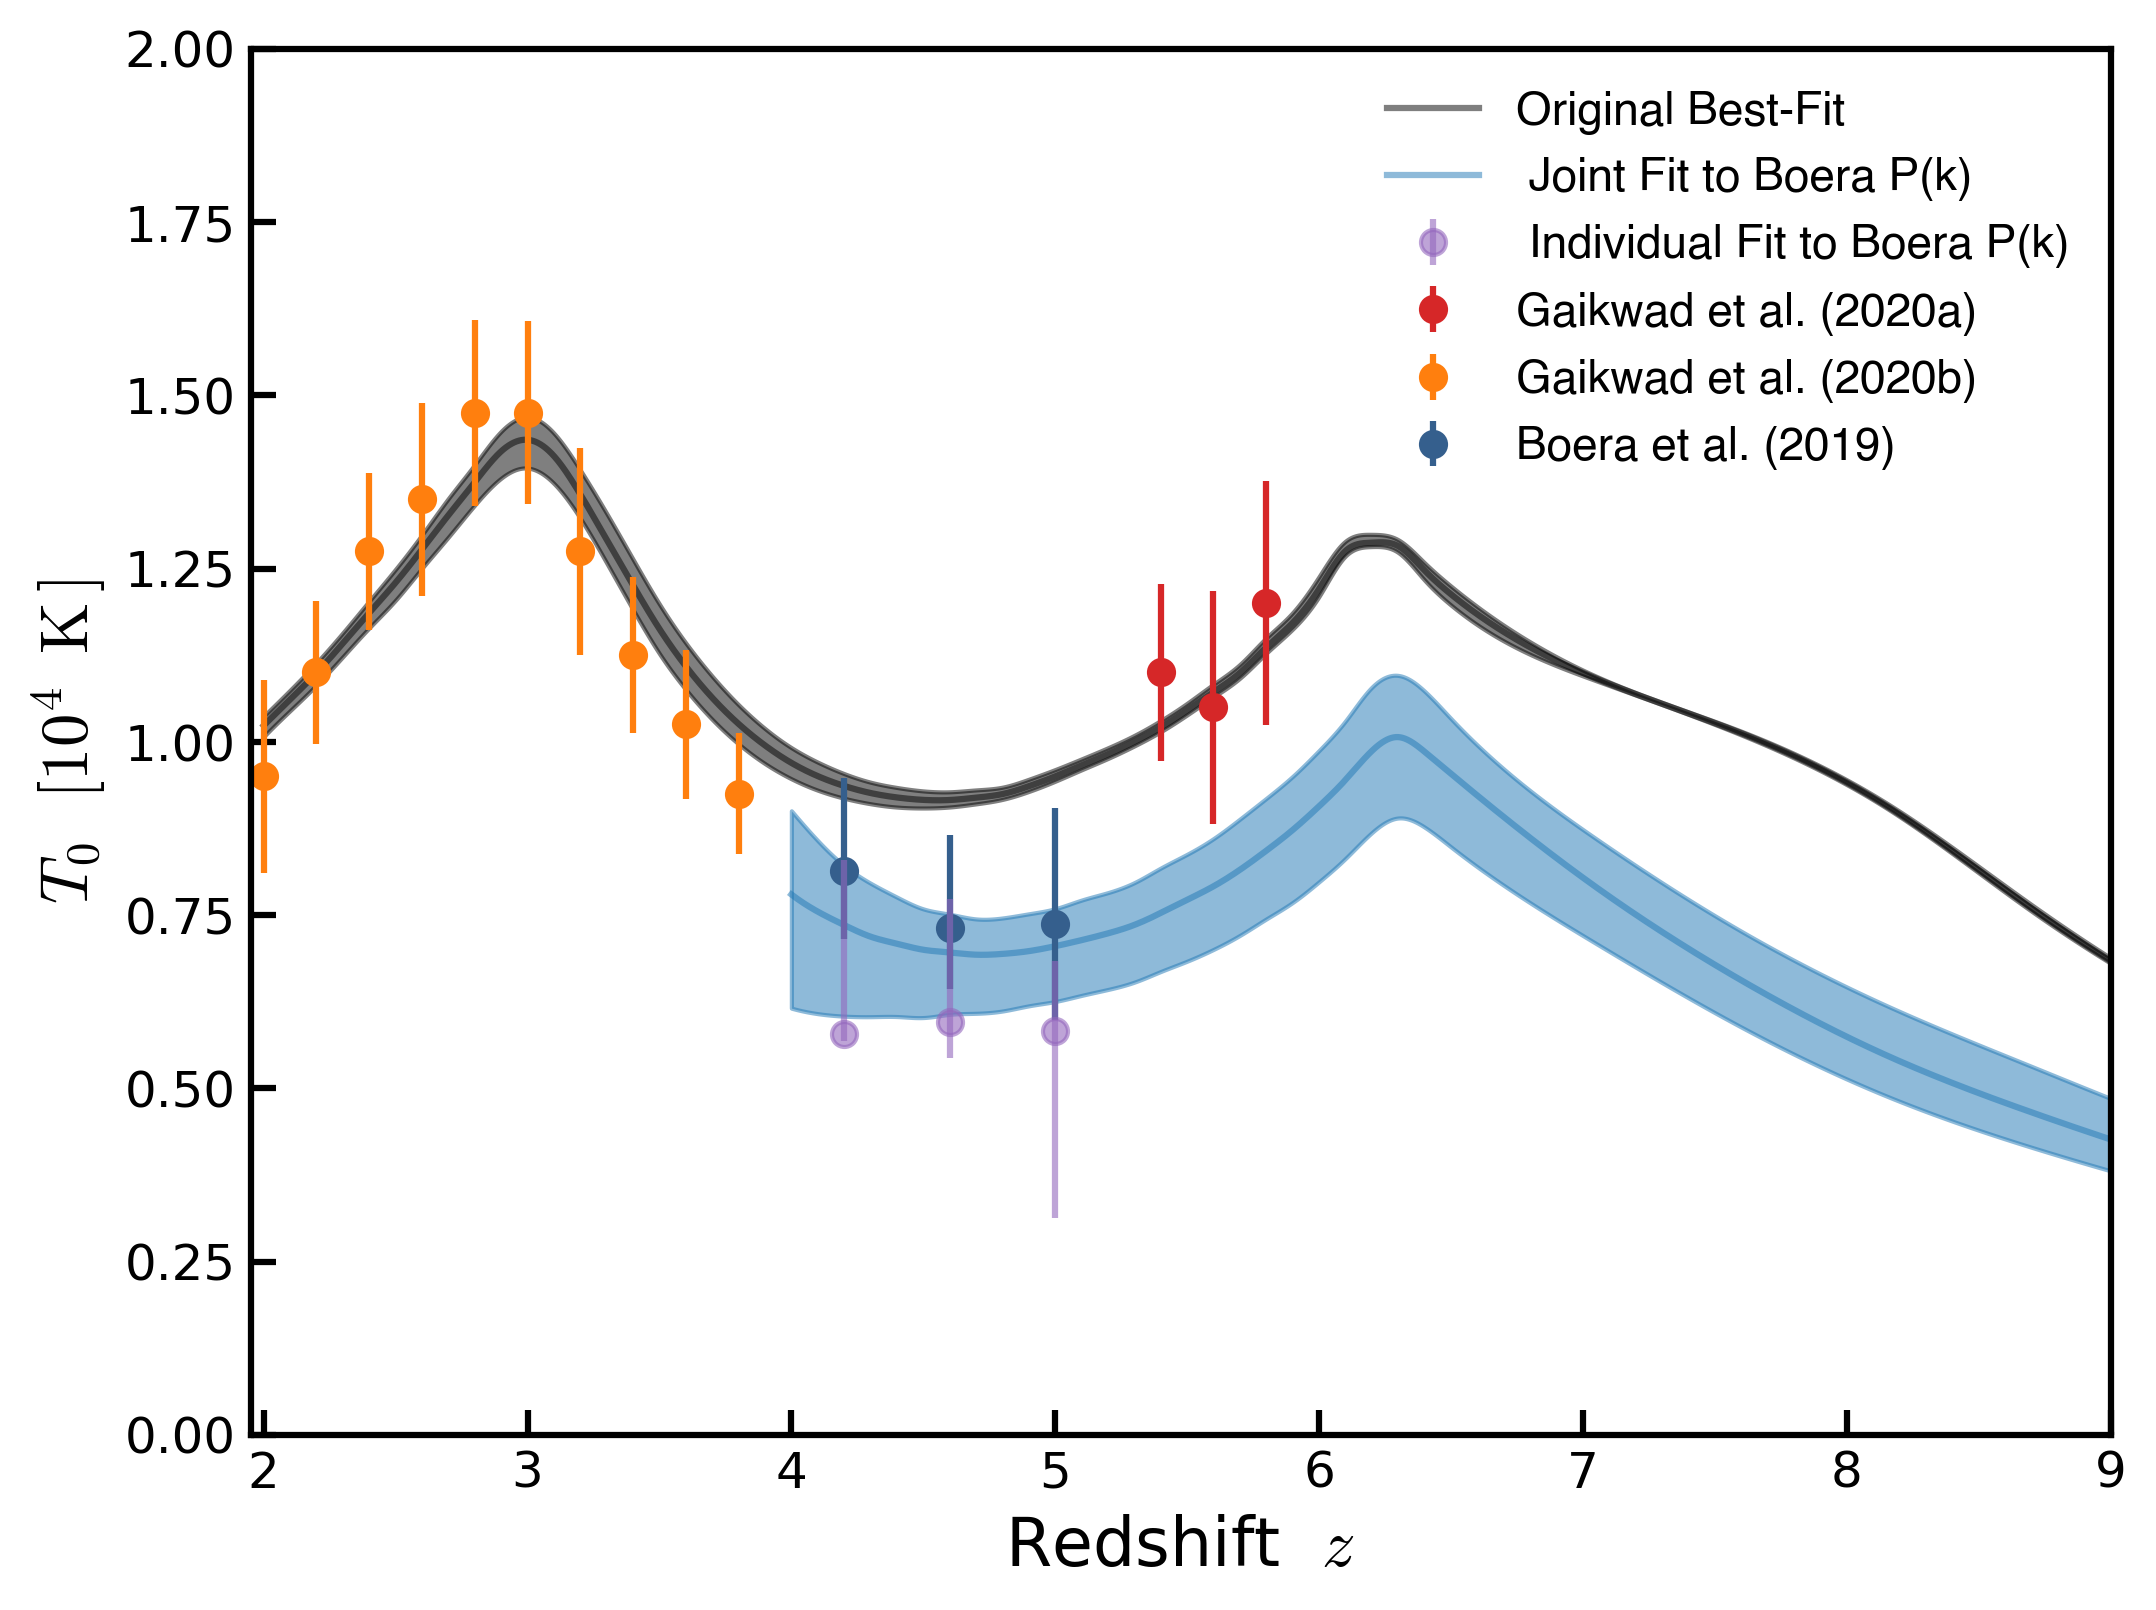 2.00
1.75
1.50
1.25
1.00
0.75
0.50
0.25
0.00
T₀ [10⁴ K]
Original Best-Fit
Joint Fit to Boera P(k)
Individual Fit to Boera P(k)
Gaikwad et al. (2020a)
Gaikwad et al. (2020b)
Boera et al. (2019)
2 3 4 5 6 7 8 9
Redshift z